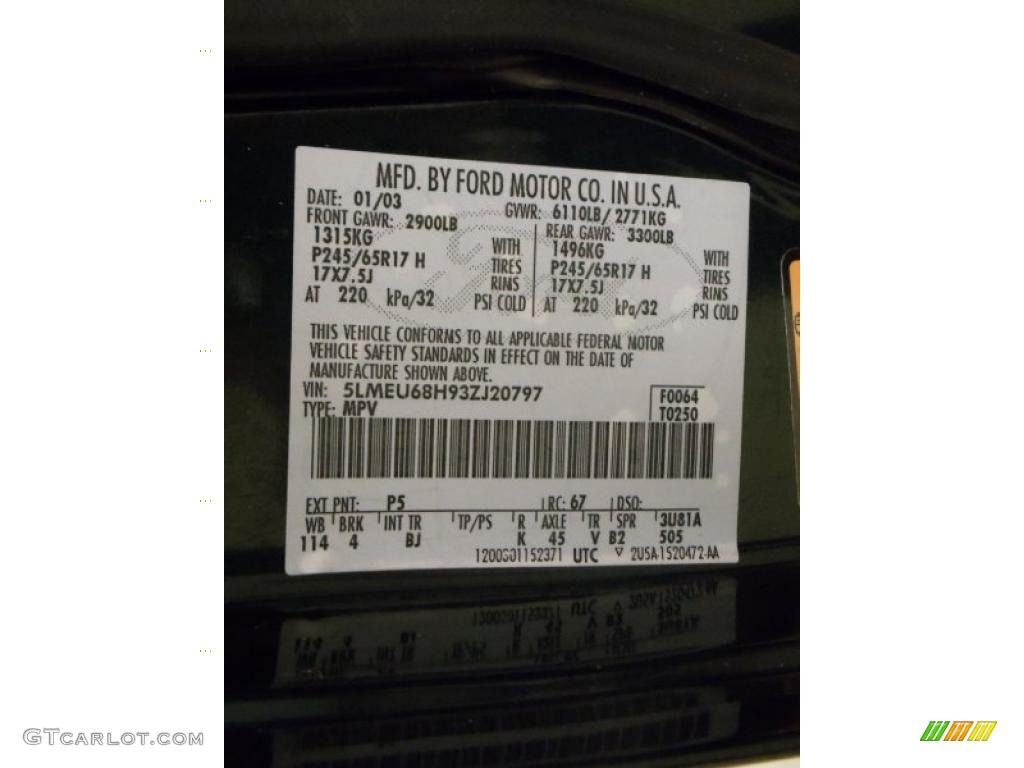 MFD. BY FORD MOTOR CO. IN U.S.A.
DATE: 01/03 GVWR: 6110LB/ 2771KG
FRONT GAWR: 2900LB REAR GAWR: 3300LB
1315KG WITH 1496KG WITH
P245/65R17 H TIRES P245/65R17 H TIRES
17X7.5J RINS 17X7.5J RINS
AT 220 kPa/32 PSI COLD AT 220 kPa/32 PSI COLD
THIS VEHICLE CONFORMS TO ALL APPLICABLE FEDERAL MOTOR
VEHICLE SAFETY STANDARDS IN EFFECT ON THE DATE OF
MANUFACTURE SHOWN ABOVE.
VIN: 5LMEU68H93ZJ20797 F0064
TYPE: MPV T0250
EXT PNT: P5 RC: 67 DSO:
WB BRK INT TR TP/PS R AXLE TR SPR 3U81A
114 4 BJ K 45 V B2 505
1200301152371 UTC ▽ 2U5A-1520472-AA
GTCarLot.com